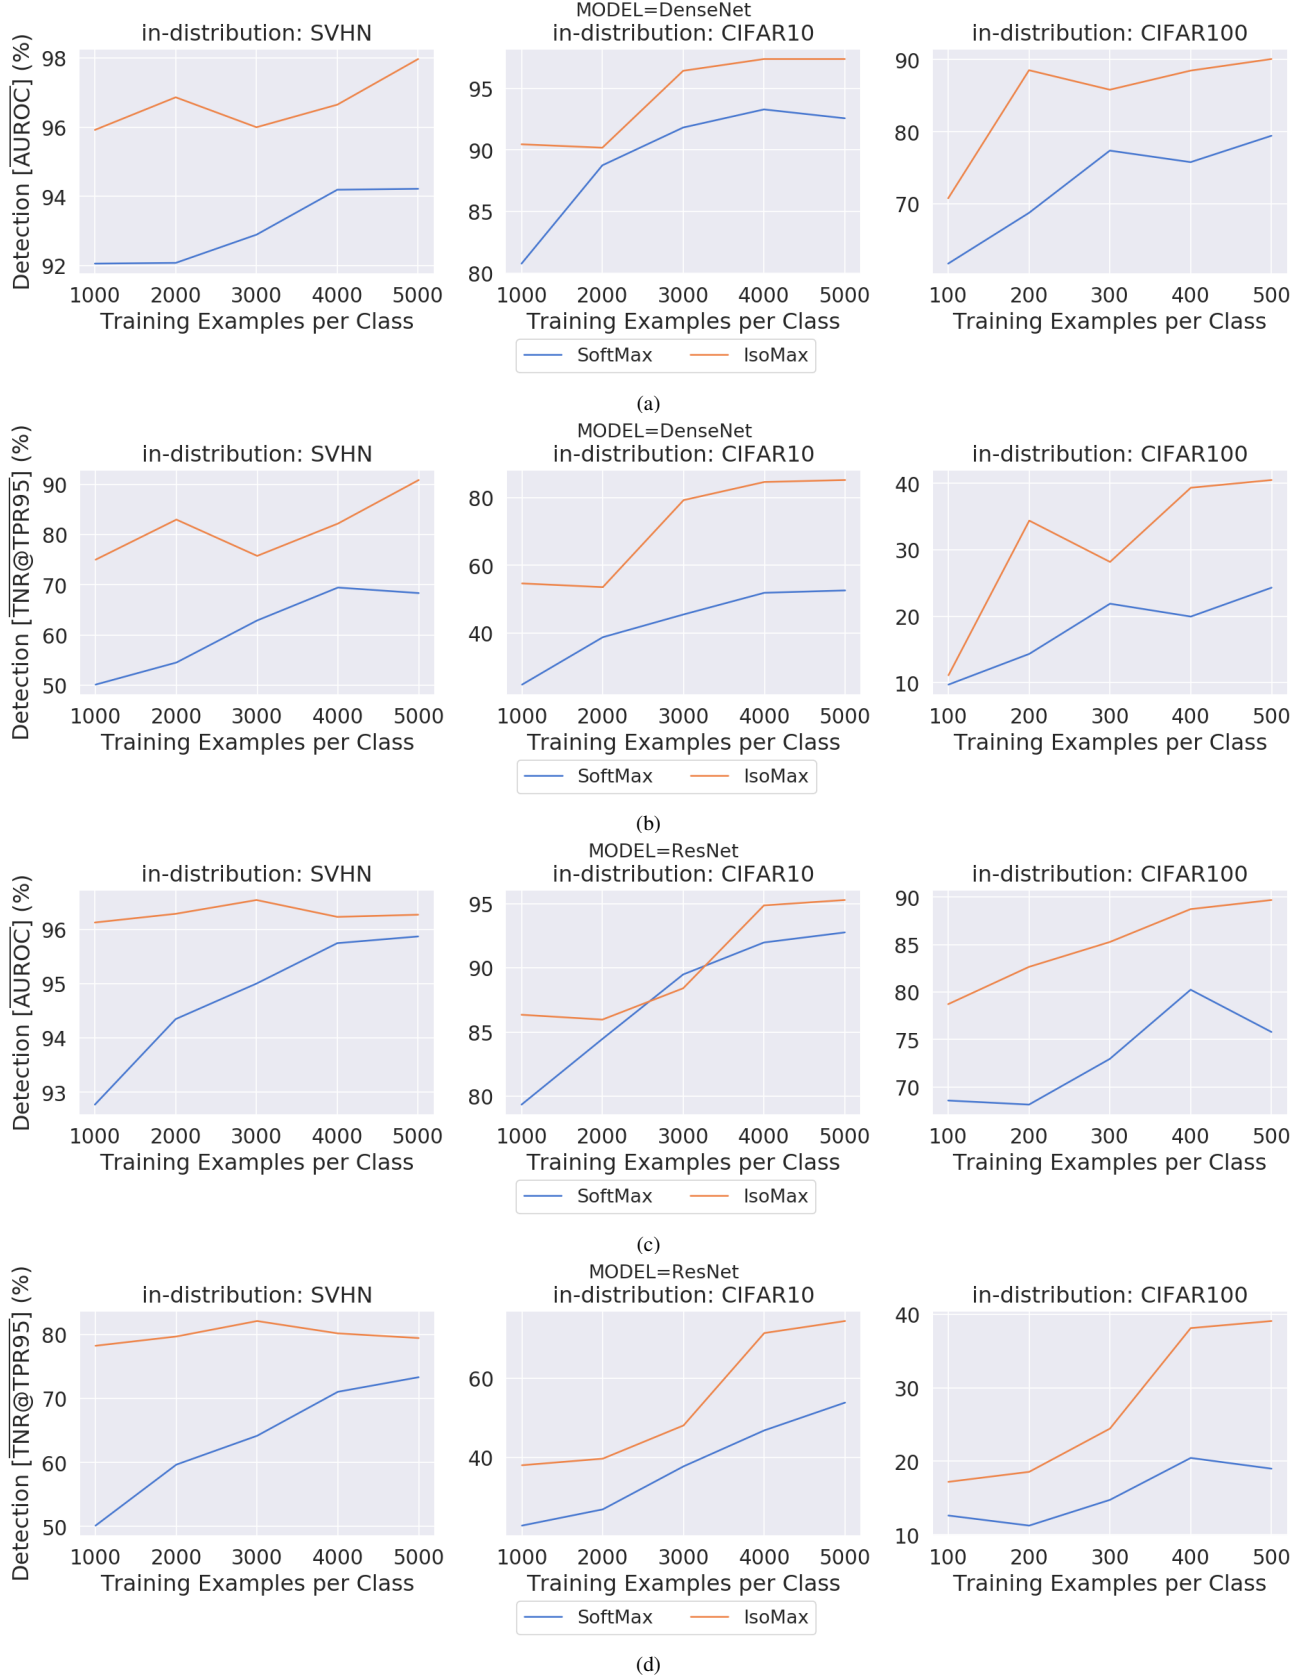 MODEL=DenseNet
in-distribution: SVHN in-distribution: CIFAR10 in-distribution: CIFAR100
Detection [AUROC] (%)
98
96
94
92
95
90
85
80
90
80
70
1000 2000 3000 4000 5000 1000 2000 3000 4000 5000 100 200 300 400 500
Training Examples per Class Training Examples per Class Training Examples per Class
SoftMax IsoMax
(a)
MODEL=DenseNet
in-distribution: SVHN in-distribution: CIFAR10 in-distribution: CIFAR100
Detection [TNR@TPR95] (%)
90
80
70
60
50
80
60
40
40
30
20
10
1000 2000 3000 4000 5000 1000 2000 3000 4000 5000 100 200 300 400 500
Training Examples per Class Training Examples per Class Training Examples per Class
SoftMax IsoMax
(b)
MODEL=ResNet
in-distribution: SVHN in-distribution: CIFAR10 in-distribution: CIFAR100
Detection [AUROC] (%)
96
95
94
93
95
90
85
80
90
85
80
75
70
1000 2000 3000 4000 5000 1000 2000 3000 4000 5000 100 200 300 400 500
Training Examples per Class Training Examples per Class Training Examples per Class
SoftMax IsoMax
(c)
MODEL=ResNet
in-distribution: SVHN in-distribution: CIFAR10 in-distribution: CIFAR100
Detection [TNR@TPR95] (%)
80
70
60
50
60
40
40
30
20
10
1000 2000 3000 4000 5000 1000 2000 3000 4000 5000 100 200 300 400 500
Training Examples per Class Training Examples per Class Training Examples per Class
SoftMax IsoMax
(d)